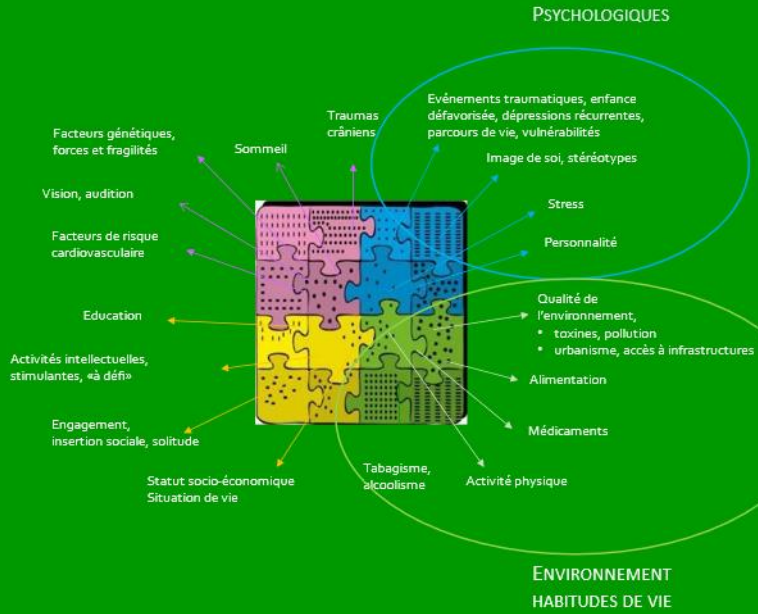 PSYCHOLOGIQUES
Evénements traumatiques, enfance
défavorisée, dépressions récurrentes,
parcours de vie, vulnérabilités
Traumas
crâniens
Facteurs génétiques,
forces et fragilités
Sommeil
Image de soi, stéréotypes
Vision, audition
Stress
Facteurs de risque
cardiovasculaire
Personnalité
Qualité de
l'environnement,
• toxines, pollution
• urbanisme, accès à infrastructures
Education
Activités intellectuelles,
stimulantes, «à défi»
Alimentation
Engagement,
insertion sociale, solitude
Médicaments
Tabagisme,
alcoolisme
Activité physique
Statut socio-économique
Situation de vie
ENVIRONNEMENT
HABITUDES DE VIE